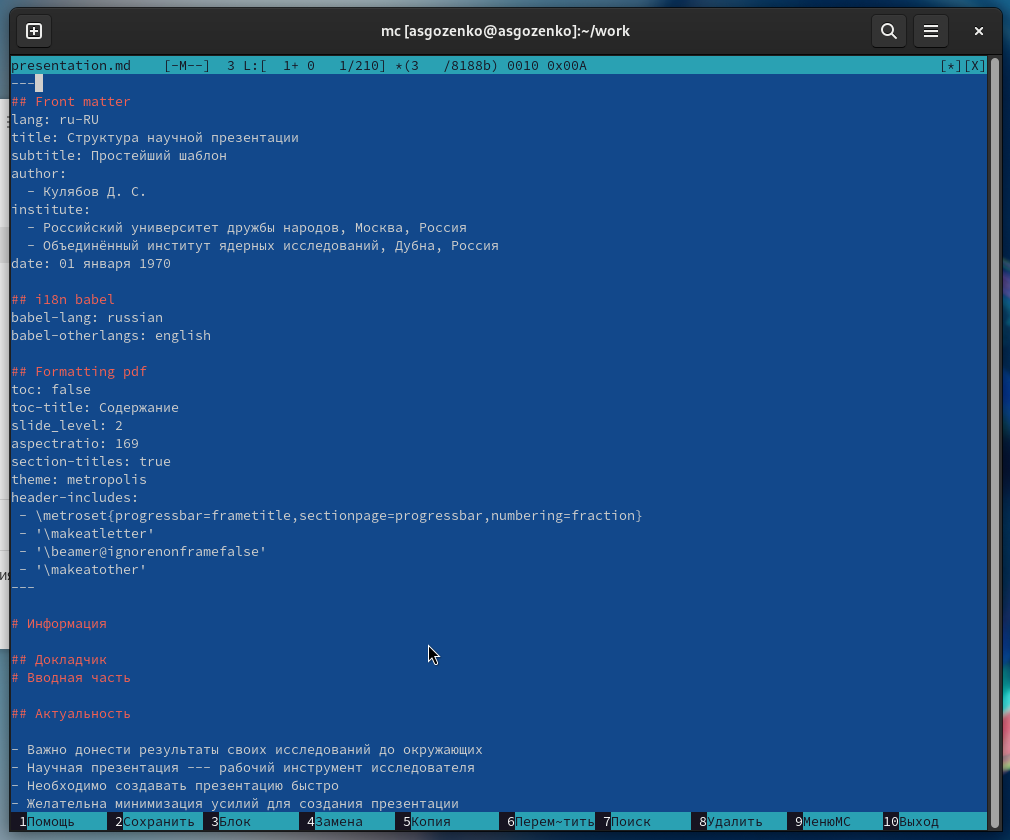 mc [asgozenko@asgozenko]:~/work
presentation.md    [-M--]  3 L:[  1+ 0   1/210] *(3   /8188b) 0010 0x00A    [*][X]
---
## Front matter
lang: ru-RU
title: Структура научной презентации
subtitle: Простейший шаблон
author:
  - Кулябов Д. С.
institute:
  - Российский университет дружбы народов, Москва, Россия
  - Объединённый институт ядерных исследований, Дубна, Россия
date: 01 января 1970

## i18n babel
babel-lang: russian
babel-otherlangs: english

## Formatting pdf
toc: false
toc-title: Содержание
slide_level: 2
aspectratio: 169
section-titles: true
theme: metropolis
header-includes:
 - \metroset{progressbar=frametitle,sectionpage=progressbar,numbering=fraction}
 - '\makeatletter'
 - '\beamer@ignorenonframefalse'
 - '\makeatother'
---

# Информация

## Докладчик
# Вводная часть

## Актуальность

- Важно донести результаты своих исследований до окружающих
- Научная презентация --- рабочий инструмент исследователя
- Необходимо создавать презентацию быстро
- Желательна минимизация усилий для создания презентации
1Помощь 2Сохранить 3Блок 4Замена 5Копия 6Перем~тить 7Поиск 8Удалить 9МенюMC 10Выход